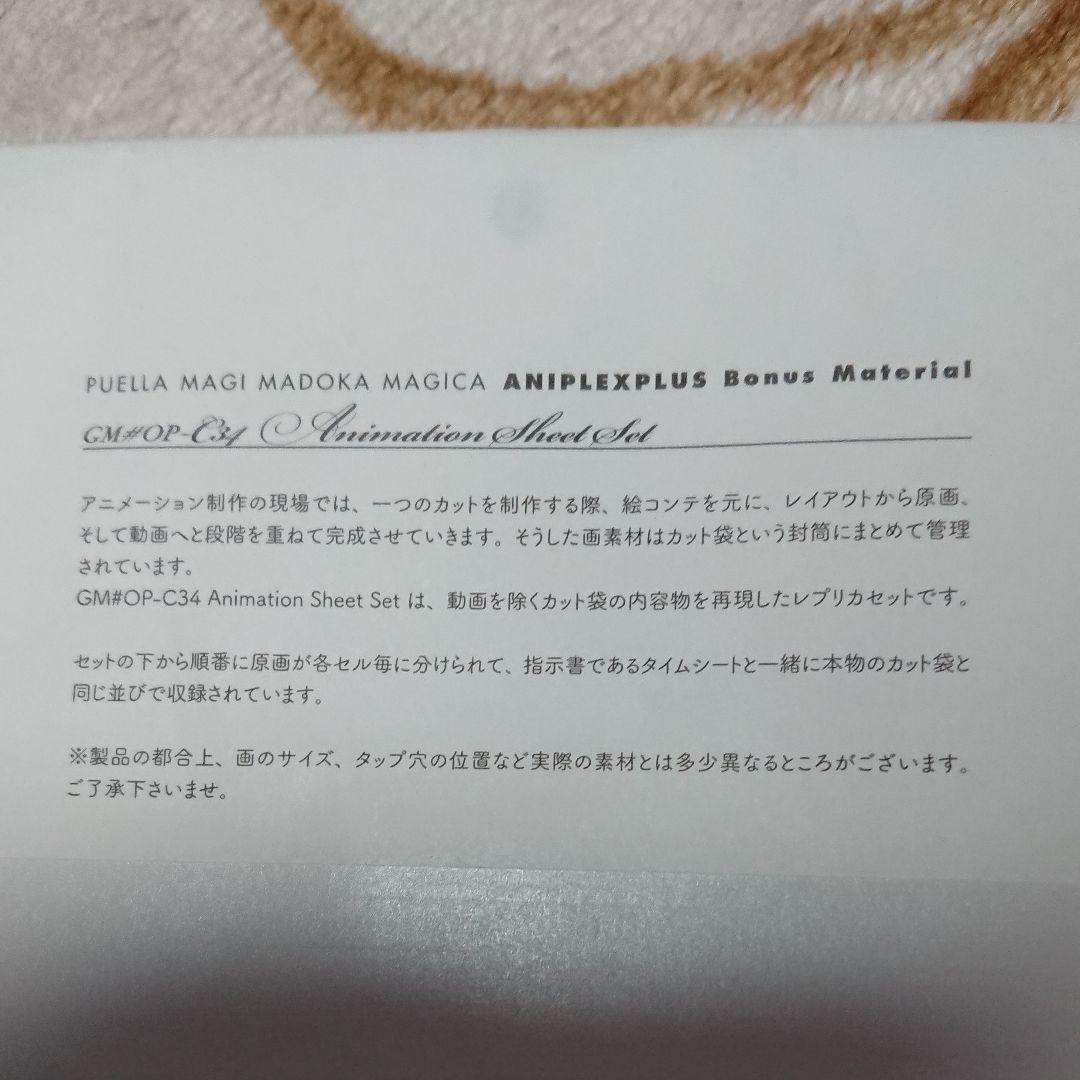 PUELLA MAGI MADOKA MAGICA ANIPLEXPLUS Bonus Material
GM#OP-C34 Animation Sheet Set
アニメーション制作の現場では、一つのカットを制作する際、絵コンテを元に、レイアウトから原画、
そして動画へと段階を重ねて完成させていきます。そうした画素材はカット袋という封筒にまとめて管理
されています。
GM#OP-C34 Animation Sheet Set は、動画を除くカット袋の内容物を再現したレプリカセットです。
セットの下から順番に原画が各セル毎に分けられて、指示書であるタイムシートと一緒に本物のカット袋と
同じ並びで収録されています。
※製品の都合上、画のサイズ、タップ穴の位置など実際の素材とは多少異なるところがございます。
ご了承下さいませ。